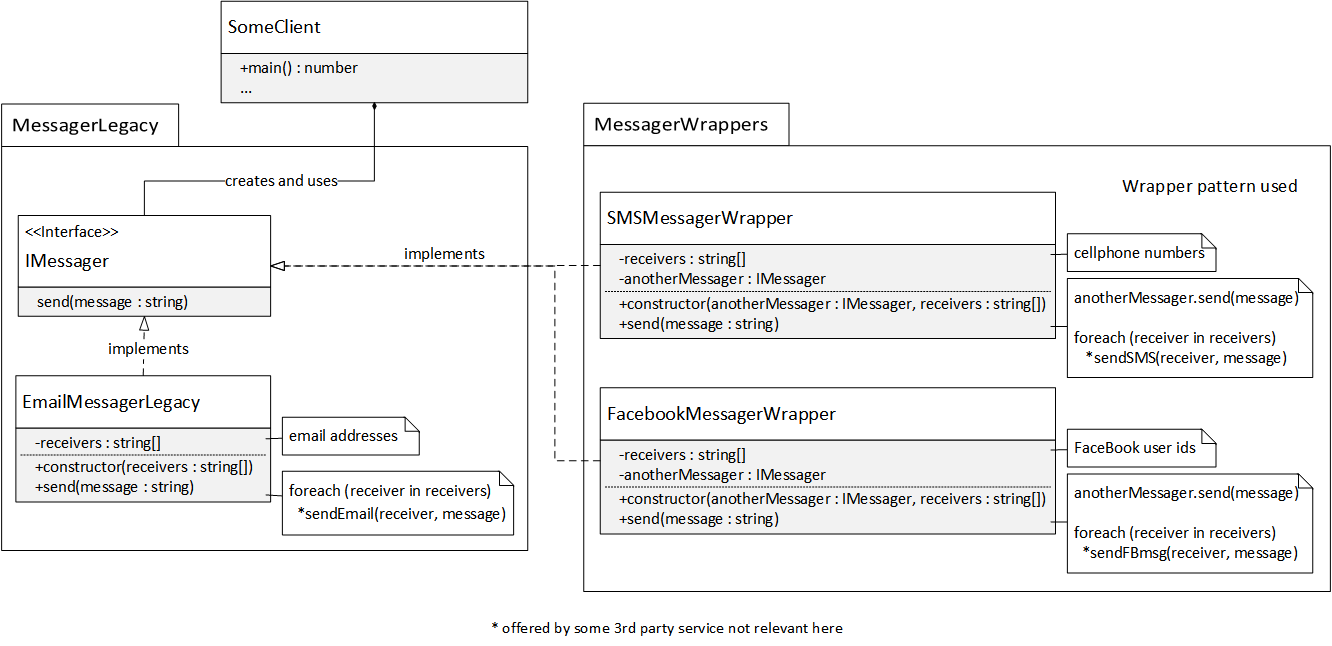 SomeClient
+main() : number
...
MessagerLegacy
creates and uses
<<Interface>>
IMessager
send(message : string)
implements
EmailMessagerLegacy
-receivers : string[]
+constructor(receivers : string[])
+send(message : string)
email addresses
foreach (receiver in receivers)
*sendEmail(receiver, message)
implements
MessagerWrappers
Wrapper pattern used
SMSMessagerWrapper
-receivers : string[]
-anotherMessager : IMessager
+constructor(anotherMessager : IMessager, receivers : string[])
+send(message : string)
cellphone numbers
anotherMessager.send(message)
foreach (receiver in receivers)
*sendSMS(receiver, message)
FacebookMessagerWrapper
-receivers : string[]
-anotherMessager : IMessager
+constructor(anotherMessager : IMessager, receivers : string[])
+send(message : string)
FaceBook user ids
anotherMessager.send(message)
foreach (receiver in receivers)
*sendFBmsg(receiver, message)
* offered by some 3rd party service not relevant here